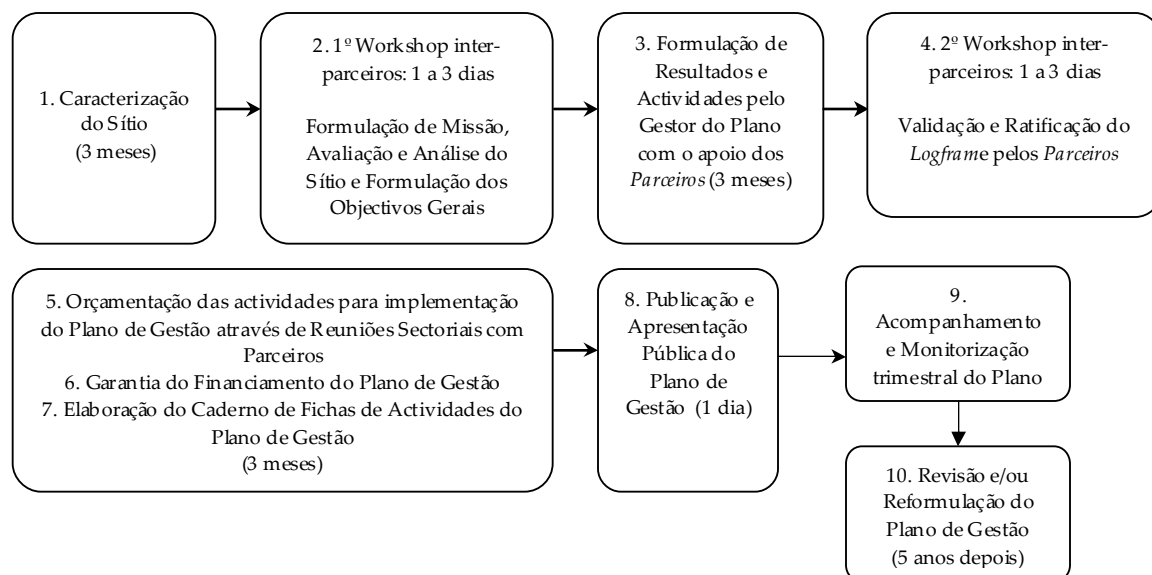 1. Caracterização
do Sítio
(3 meses)
2. 1º Workshop inter-
parceiros: 1 a 3 dias
Formulação de Missão,
Avaliação e Análise do
Sítio e Formulação dos
Objectivos Gerais
3. Formulação de
Resultados e
Actividades pelo
Gestor do Plano
com o apoio dos
Parceiros (3 meses)
4. 2º Workshop inter-
parceiros: 1 a 3 dias
Validação e Ratificação do
Logframe pelos Parceiros
5. Orçamentação das actividades para implementação
do Plano de Gestão através de Reuniões Sectoriais com
Parceiros
6. Garantia do Financiamento do Plano de Gestão
7. Elaboração do Caderno de Fichas de Actividades do
Plano de Gestão
(3 meses)
8. Publicação e
Apresentação
Pública do
Plano de
Gestão (1 dia)
9.
Acompanhamento
e Monitorização
trimestral do Plano
10. Revisão e/ou
Reformulação do
Plano de Gestão
(5 anos depois)